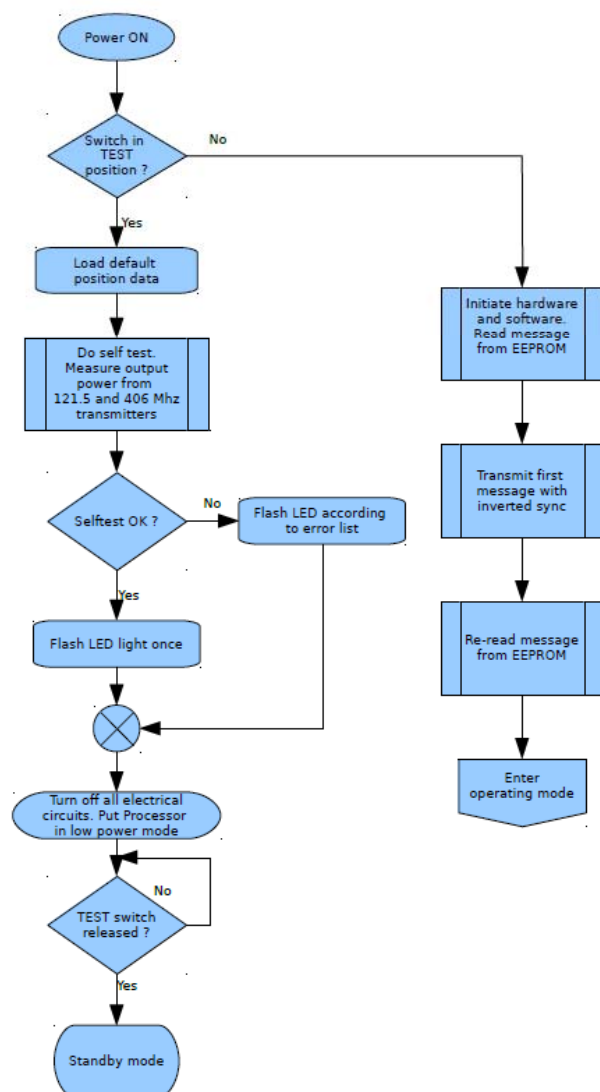 Power ON
Switch in
TEST
position ?
No
Yes
Load default
position data
Do self test.
Measure output
power from
121.5 and 406 Mhz
transmitters
Selftest OK ?
No
Flash LED according
to error list
Yes
Flash LED light once
Turn off all electrical
circuits. Put Processor
in low power mode
No
TEST switch
released ?
Yes
Standby mode
Initiate hardware
and software.
Read message
from EEPROM
Transmit first
message with
inverted sync
Re-read message
from EEPROM
Enter
operating mode